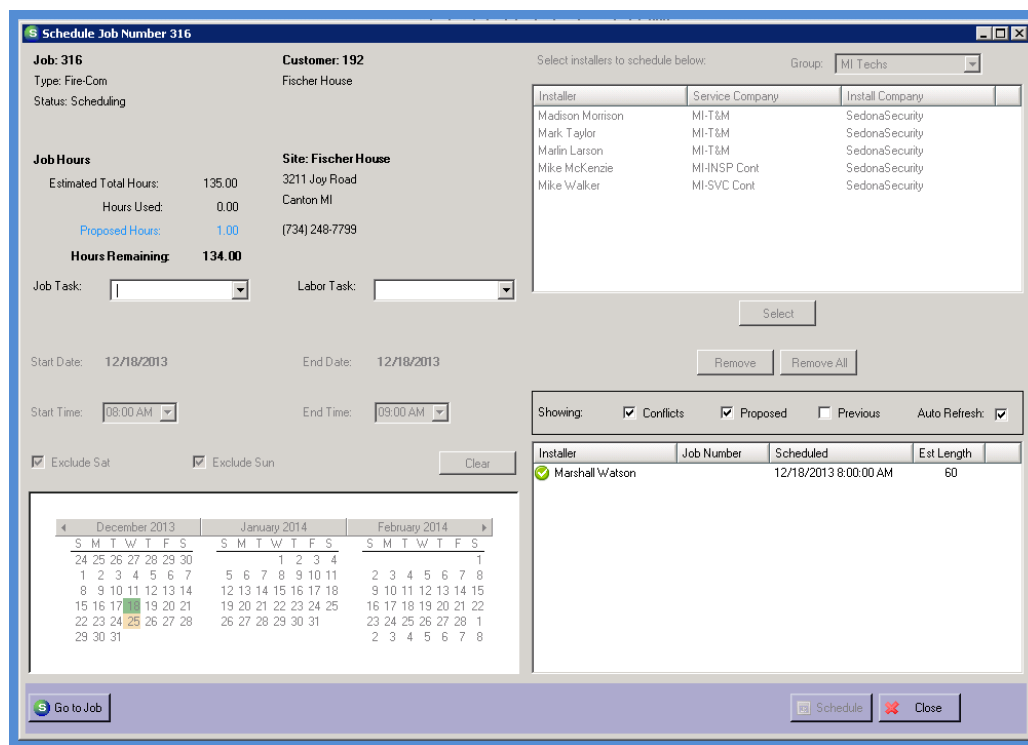 Schedule Job Number 316
Job: 316
Customer: 192
Type: Fire-Com
Fischer House
Status: Scheduling
Job Hours
Site: Fischer House
Estimated Total Hours: 135.00
3211 Joy Road
Hours Used: 0.00
Canton MI
Proposed Hours: 1.00
(734) 248-7799
Hours Remaining: 134.00
Job Task:
Labor Task:
Start Date: 12/18/2013
End Date: 12/18/2013
Start Time: 08:00 AM
End Time: 09:00 AM
Exclude Sat
Exclude Sun
Clear
December 2013 January 2014 February 2014
S M T W T F S S M T W T F S S M T W T F S
24 25 26 27 28 29 30 1 2 3 4 1
1 2 3 4 5 6 7 5 6 7 8 9 10 11 2 3 4 5 6 7 8
8 9 10 11 12 13 14 12 13 14 15 16 17 18 9 10 11 12 13 14 15
15 16 17 18 19 20 21 19 20 21 22 23 24 25 16 17 18 19 20 21 22
22 23 24 25 26 27 28 26 27 28 29 30 31 23 24 25 26 27 28 1
29 30 31 2 3 4 5 6 7 8
Select installers to schedule below:
Group: MI Techs
Installer Service Company Install Company
Madison Morrison MI-T&M SedonaSecurity
Mark Taylor MI-T&M SedonaSecurity
Marlin Larson MI-T&M SedonaSecurity
Mike McKenzie MI-INSP Cont SedonaSecurity
Mike Walker MI-SVC Cont SedonaSecurity
Select
Remove
Remove All
Showing: Conflicts Proposed Previous Auto Refresh:
Installer Job Number Scheduled Est Length
Marshall Watson 12/18/2013 8:00:00 AM 60
S Go to Job
Schedule
Close